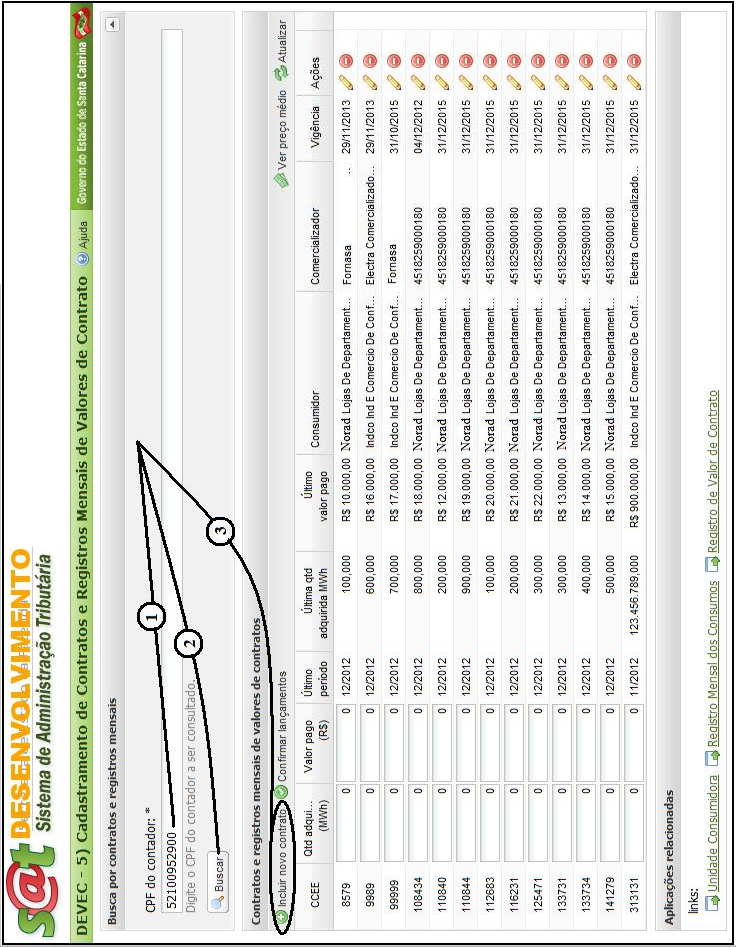 s@t DESENVOLVIMENTO
Sistema de Administração Tributária
DEVEC - 5) Cadastramento de Contratos e Registros Mensais de Valores de Contrato Ajuda Governo do Estado de Santa Catarina
Busca por contratos e registros mensais
CPF do contador: *
52100952900
Digite o CPF do contador a ser consultado.
Buscar
1
2
3
Contratos e registros mensais de valores de contratos
Incluir novo contrato Confirmar lançamentos Ver preço médio Atualizar
CCEE Qtd adqui... (MWh) Valor pago (R$) Último período Última qtd adquirida MWh Último valor pago Consumidor Comercializador Vigência Ações
8579 0 0 12/2012 100,000 R$ 10.000,00 Norad Lojas De Departament... Fornasa .. 29/11/2013
9989 0 0 12/2012 600,000 R$ 16.000,00 Indco Ind E Comercio De Conf... Electra Comercializado... 29/11/2013
99999 0 0 12/2012 700,000 R$ 17.000,00 Indco Ind E Comercio De Conf... Fornasa 31/10/2015
108434 0 0 12/2012 800,000 R$ 18.000,00 Norad Lojas De Departament... 4518259000180 04/12/2012
110840 0 0 12/2012 200,000 R$ 12.000,00 Norad Lojas De Departament... 4518259000180 31/12/2015
110844 0 0 12/2012 900,000 R$ 19.000,00 Norad Lojas De Departament... 4518259000180 31/12/2015
112683 0 0 12/2012 100,000 R$ 20.000,00 Norad Lojas De Departament... 4518259000180 31/12/2015
116231 0 0 12/2012 200,000 R$ 21.000,00 Norad Lojas De Departament... 4518259000180 31/12/2015
125471 0 0 12/2012 300,000 R$ 22.000,00 Norad Lojas De Departament... 4518259000180 31/12/2015
133731 0 0 12/2012 300,000 R$ 13.000,00 Norad Lojas De Departament... 4518259000180 31/12/2015
133734 0 0 12/2012 400,000 R$ 14.000,00 Norad Lojas De Departament... 4518259000180 31/12/2015
141279 0 0 12/2012 500,000 R$ 15.000,00 Norad Lojas De Departament... 4518259000180 31/12/2015
313131 0 0 11/2012 123.456.789,000 R$ 900.000,00 Indco Ind E Comercio De Conf... Electra Comercializado... 31/12/2015
Aplicações relacionadas
links:
Unidade Consumidora Registro Mensal dos Consumos Registro de Valor de Contrato